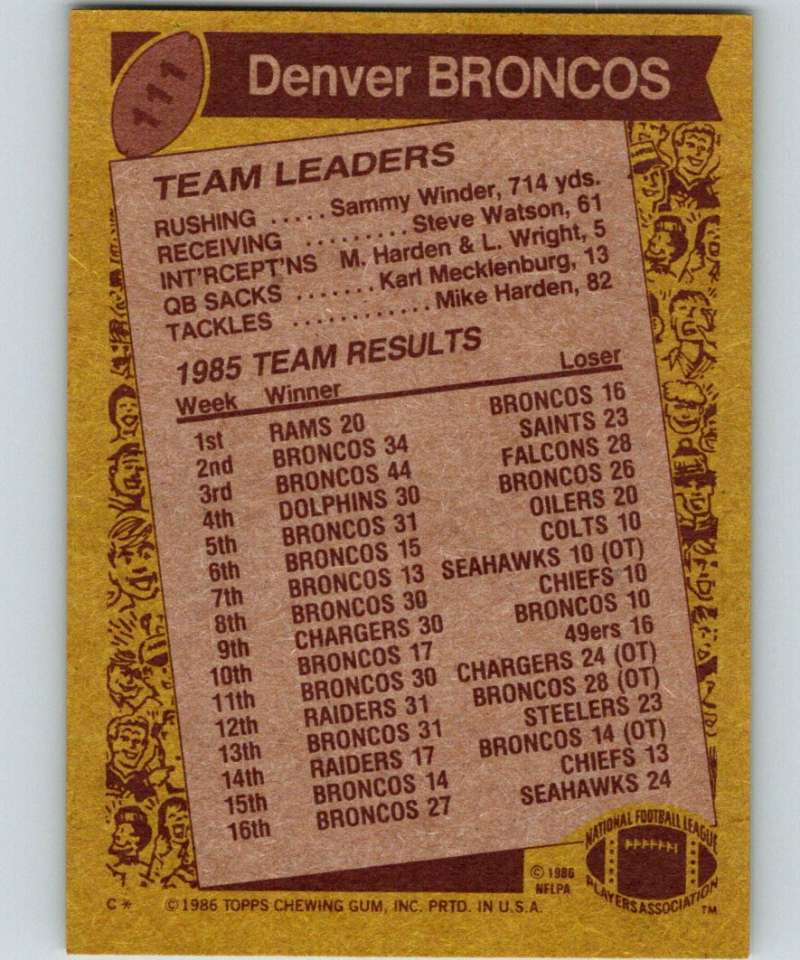 111
Denver BRONCOS
TEAM LEADERS
RUSHING ..... Sammy Winder, 714 yds.
RECEIVING ......... Steve Watson, 61
INT'RCEPT'NS M. Harden & L. Wright, 5
QB SACKS ....... Karl Mecklenburg, 13
TACKLES ............ Mike Harden, 82
1985 TEAM RESULTS
Week Winner Loser
1st RAMS 20 BRONCOS 16
2nd BRONCOS 34 SAINTS 23
3rd BRONCOS 44 FALCONS 28
4th DOLPHINS 30 BRONCOS 26
5th BRONCOS 31 OILERS 20
6th BRONCOS 15 COLTS 10
7th BRONCOS 13 SEAHAWKS 10 (OT)
8th BRONCOS 30 CHIEFS 10
9th CHARGERS 30 BRONCOS 10
10th BRONCOS 17 49ers 16
11th BRONCOS 30 CHARGERS 24 (OT)
12th RAIDERS 31 BRONCOS 28 (OT)
13th BRONCOS 31 STEELERS 23
14th RAIDERS 17 BRONCOS 14 (OT)
15th BRONCOS 14 CHIEFS 13
16th BRONCOS 27 SEAHAWKS 24
NATIONAL FOOTBALL LEAGUE
PLAYERS ASSOCIATION
TM
© 1986
NFLPA
C* © 1986 TOPPS CHEWING GUM, INC. PRTD. IN U.S.A.